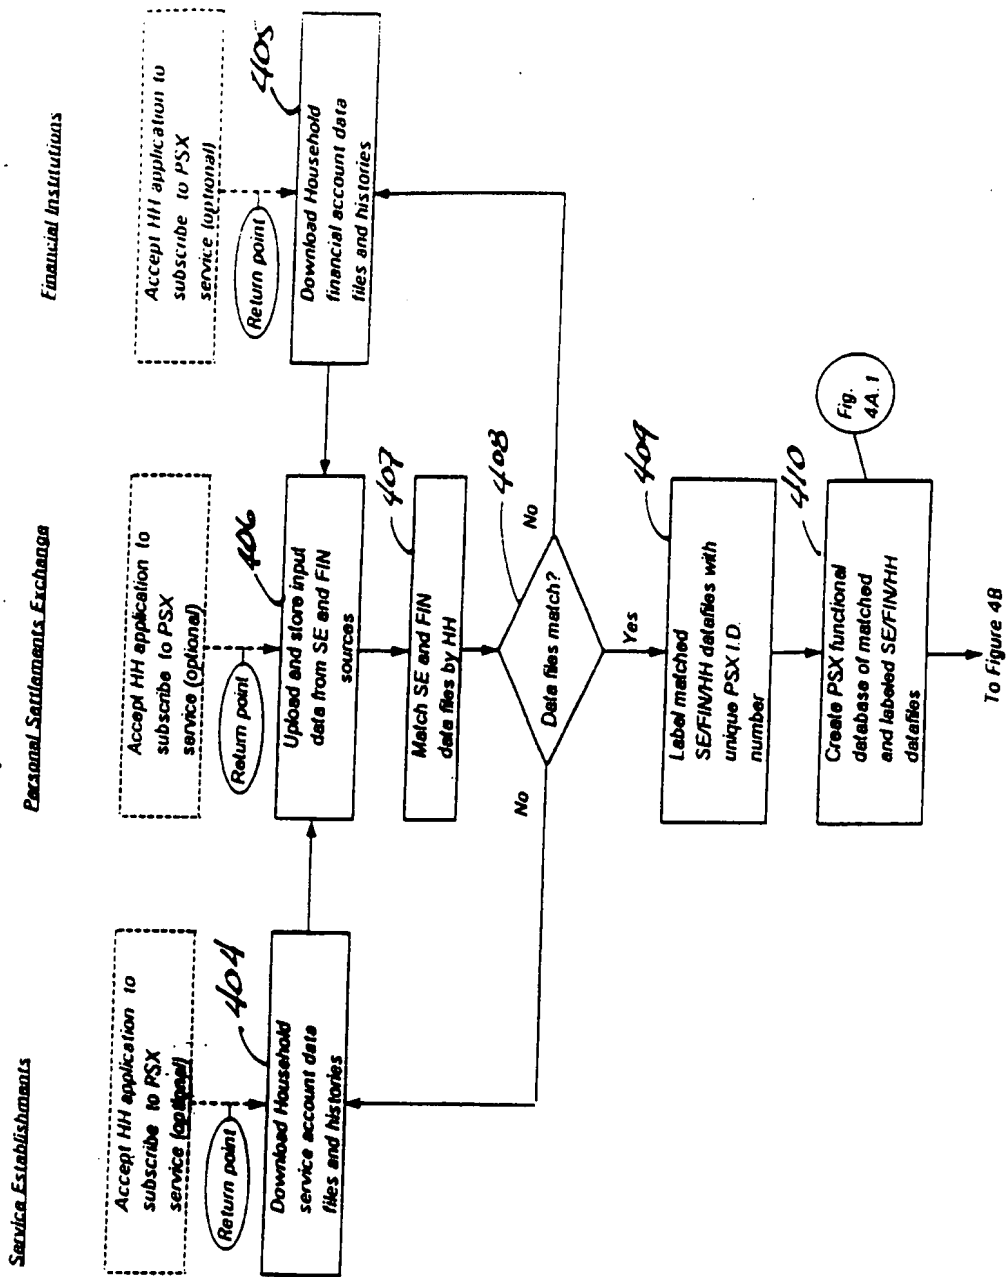 Service Establishments
Personal Settlements Exchange
Financial Institutions
Accept HH application to
subscribe to PSX
service (optional)
Accept HH application to
subscribe to PSX
service (optional)
Accept HH application to
subscribe to PSX
service (optional)
Return point
404
Return point
406
Return point
405
Download Household
service account data
files and histories
Upload and store input
data from SE and FIN
sources
Download Household
financial account data
files and histories
407
Match SE and FIN
data files by HH
408
Data files match?
No
No
Yes
409
Label matched
SE/FIN/HH datafiles with
unique PSX I.D.
number
410
Create PSX functional
database of matched
and labeled SE/FIN/HH
datafiles
Fig.
4A.1
To Figure 4B